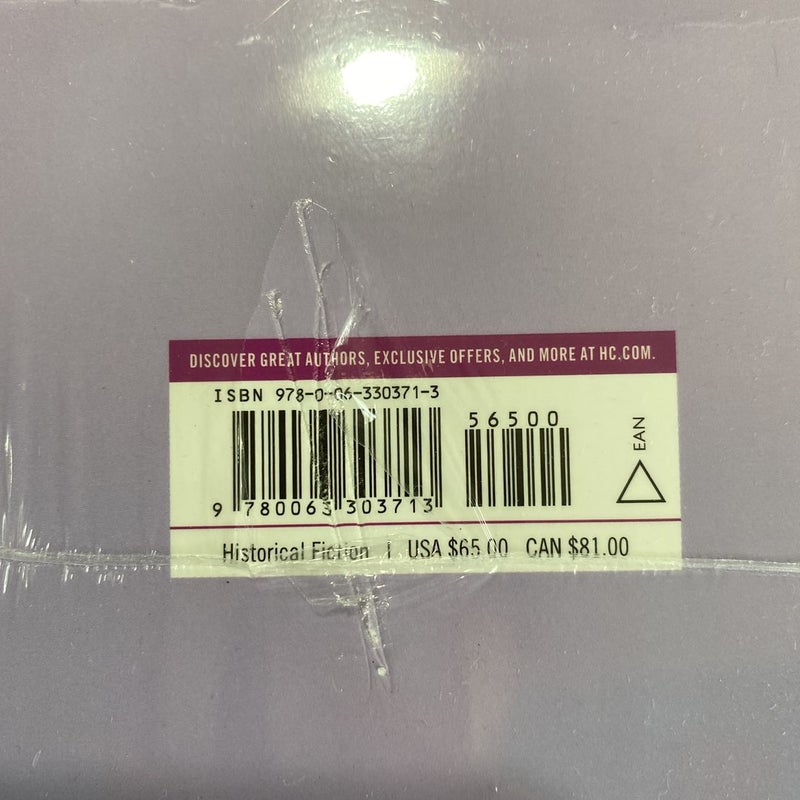 DISCOVER GREAT AUTHORS, EXCLUSIVE OFFERS, AND MORE AT HC.COM.
ISBN 978-0-06-330371-3
56500
EAN
9 780063 303713
Historical Fiction | USA $65.00 CAN $81.00